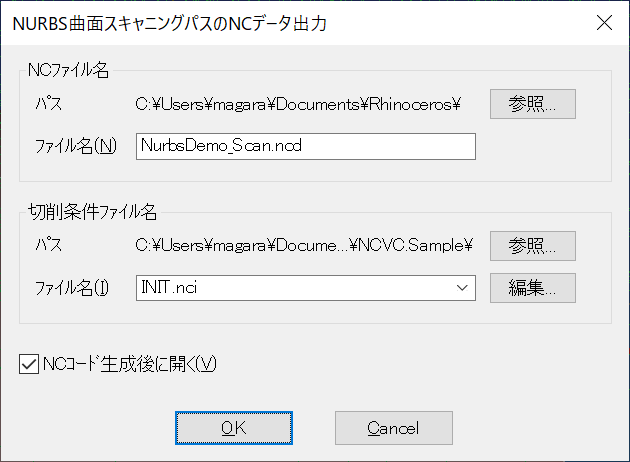 NURBS曲面スキャニングパスのNCデータ出力
NCファイル名
パス C:¥Users¥magara¥Documents¥Rhinoceros¥ 参照...
ファイル名(N) NurbsDemo_Scan.ncd
切削条件ファイル名
パス C:¥Users¥magara¥Docume...¥NCVC.Sample¥ 参照...
ファイル名(I) INIT.nci 編集...
NCコード生成後に開く(V)
OK Cancel